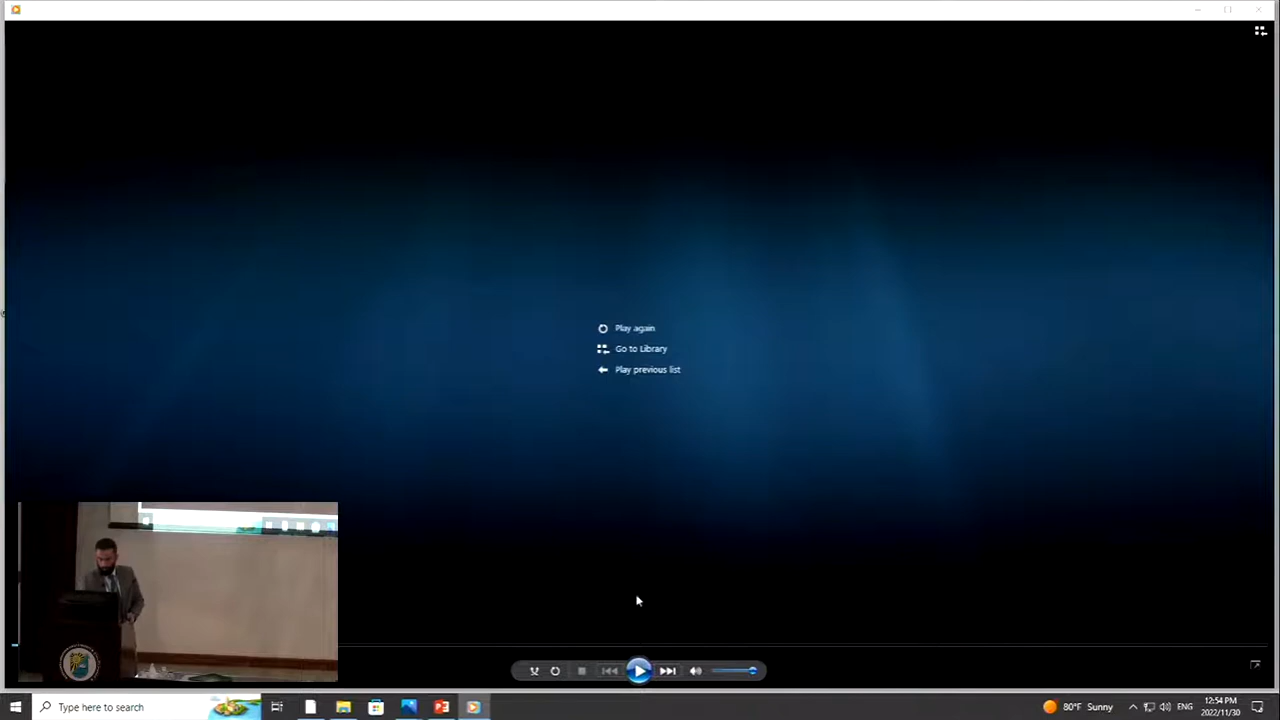 Play again
Go to Library
Play previous list
Type here to search
80°F Sunny
ENG
12:54 PM
2022/11/30